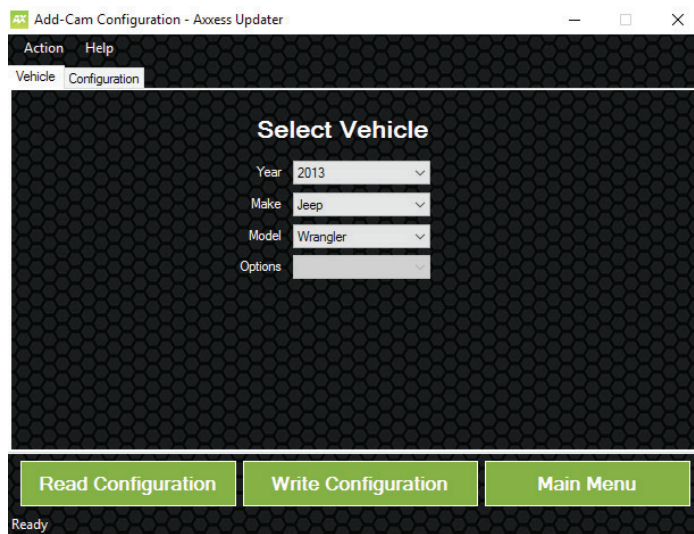 AX Add-Cam Configuration - Axxess Updater
Action Help
Vehicle Configuration
Select Vehicle
Year 2013
Make Jeep
Model Wrangler
Options
Read Configuration Write Configuration Main Menu
Ready